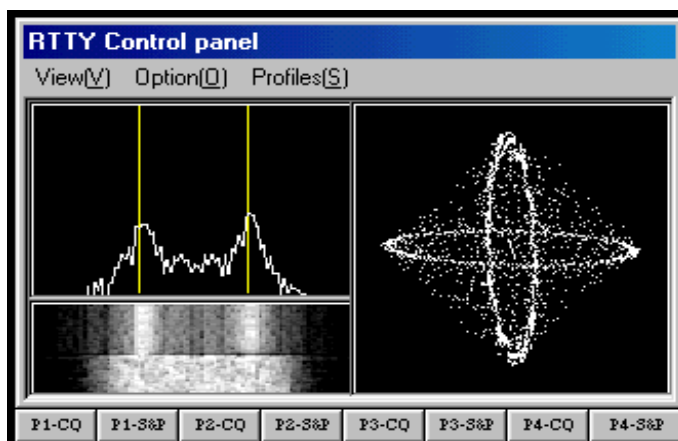 RTTY Control panel
View(V) Option(O) Profiles(S)
P1-CQ P1-S&P P2-CQ P2-S&P P3-CQ P3-S&P P4-CQ P4-S&P